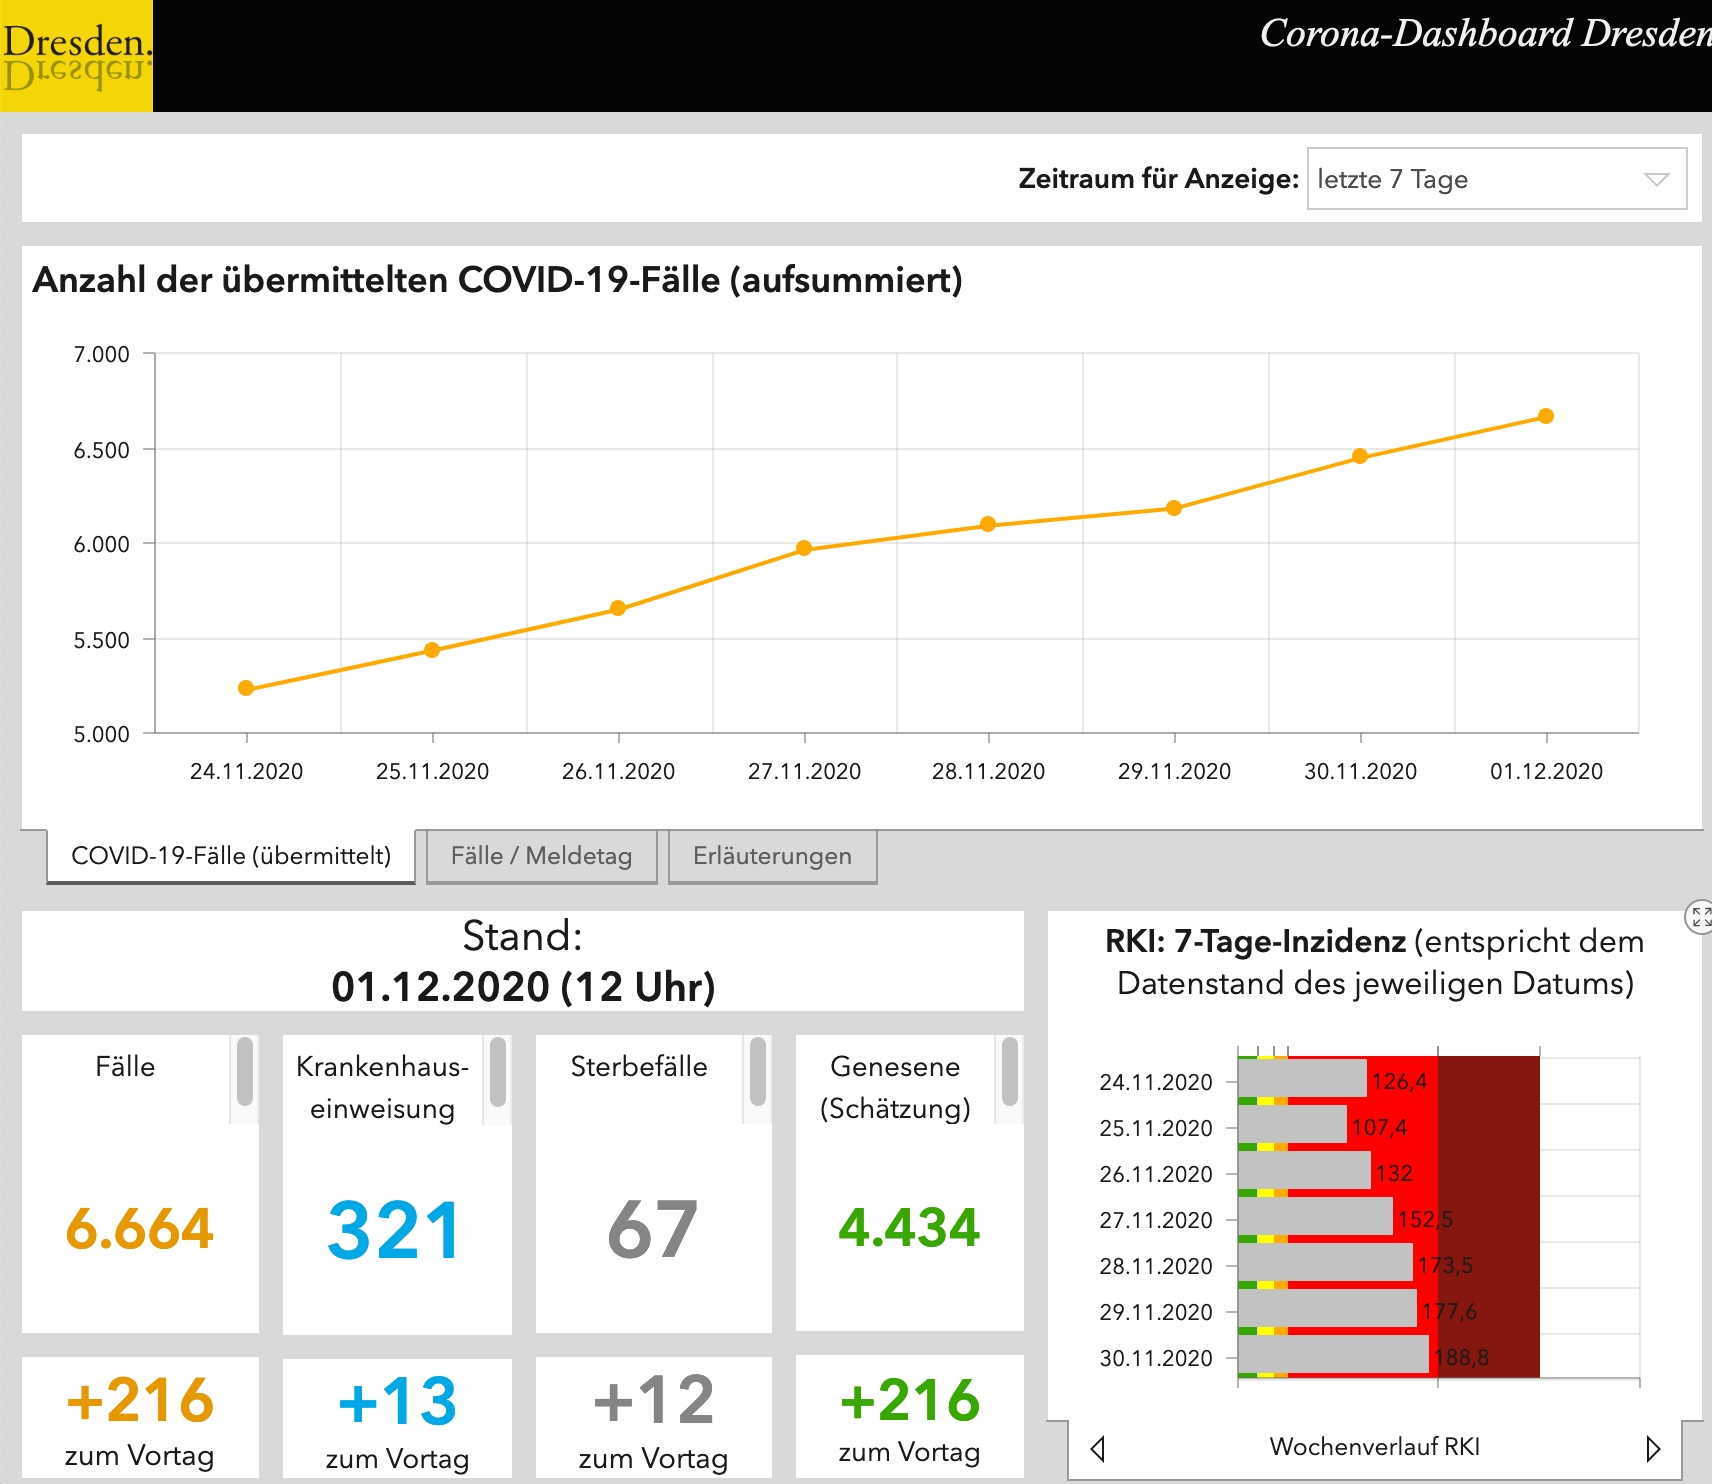 Dresden.
Corona-Dashboard Dresden
Zeitraum für Anzeige: letzte 7 Tage
Anzahl der übermittelten COVID-19-Fälle (aufsummiert)
7.000
6.500
6.000
5.500
5.000
24.11.2020 25.11.2020 26.11.2020 27.11.2020 28.11.2020 29.11.2020 30.11.2020 01.12.2020
COVID-19-Fälle (übermittelt) Fälle / Meldetag Erläuterungen
Stand:
01.12.2020 (12 Uhr)
Fälle
6.664
+216
zum Vortag
Krankenhaus-
einweisung
321
+13
zum Vortag
Sterbefälle
67
+12
zum Vortag
Genesene
(Schätzung)
4.434
+216
zum Vortag
RKI: 7-Tage-Inzidenz (entspricht dem
Datenstand des jeweiligen Datums)
24.11.2020 126,4
25.11.2020 107,4
26.11.2020 132
27.11.2020 152,5
28.11.2020 173,5
29.11.2020 177,6
30.11.2020 188,8
Wochenverlauf RKI